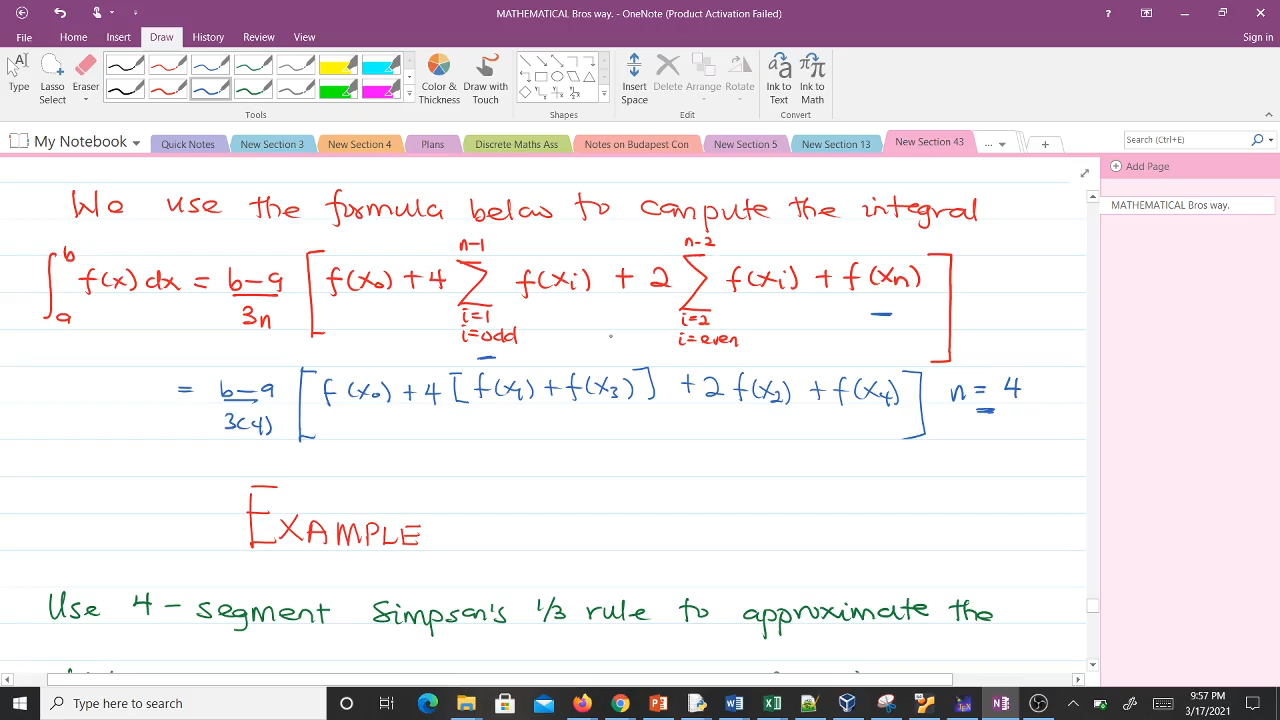 MATHEMATICAL Bros way. - OneNote (Product Activation Failed)
File Home Insert Draw History Review View Sign in
Type Lasso Select Eraser Color & Thickness Draw with Touch Insert Space Delete Arrange Rotate Ink to Text Ink to Math
Tools Shapes Edit Convert
My Notebook Quick Notes New Section 3 New Section 4 Plans Discrete Maths Ass Notes on Budapest Con New Section 5 New Section 13 New Section 43 ... Search (Ctrl+E)
Add Page
MATHEMATICAL Bros way.
We use the formula below to compute the integral
∫_a^b f(x) dx = (b-a)/(3n) [ f(x₀) + 4 Σ_{i=1, i=odd}^{n-1} f(xᵢ) + 2 Σ_{i=2, i=even}^{n-2} f(xᵢ) + f(xₙ) ]
= (b-a)/(3(4)) [ f(x₀) + 4 [ f(x₁) + f(x₃) ] + 2 f(x₂) + f(x₄) ] n = 4
EXAMPLE
Use 4 - segment Simpson's 1/3 rule to approximate the
Type here to search
9:57 PM
3/17/2021